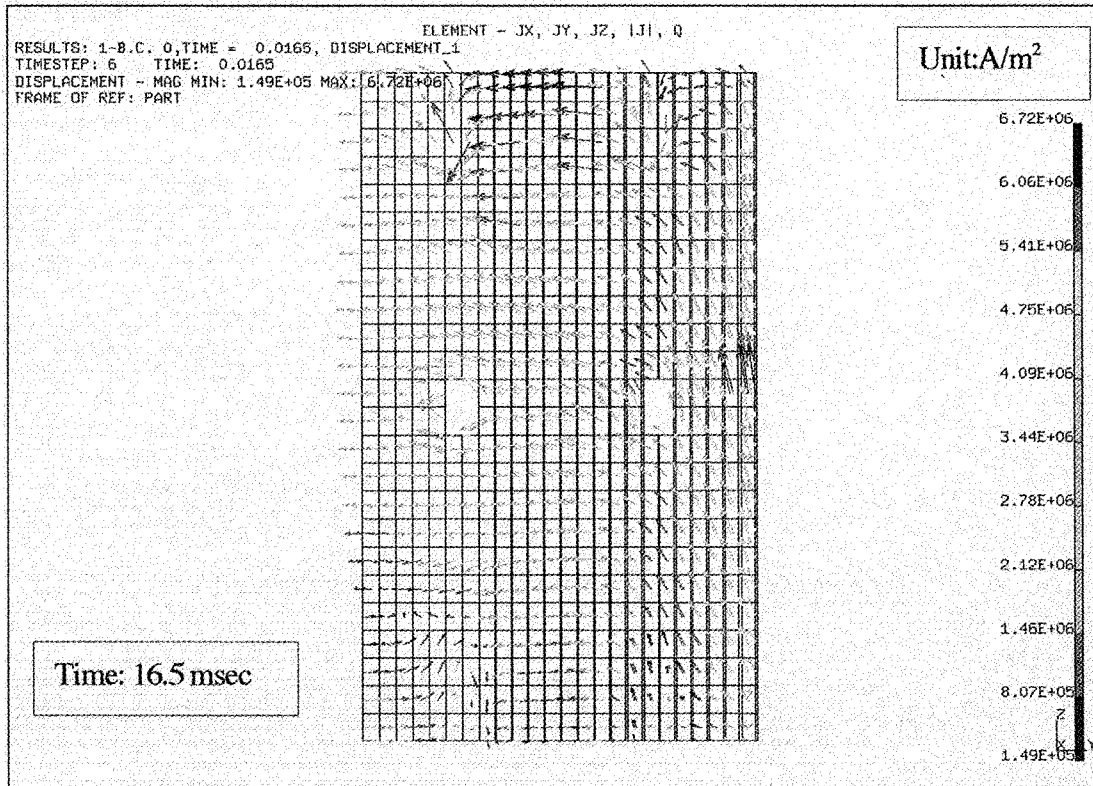 ELEMENT - JX, JY, JZ, |J|, Q
RESULTS: 1-B.C. 0,TIME = 0.0165, DISPLACEMENT_1
TIMESTEP: 6 TIME: 0.0165
DISPLACEMENT - MAG MIN: 1.49E+05 MAX: 6.72E+06
FRAME OF REF: PART
Unit:A/m²
6.72E+06
6.06E+06
5.41E+06
4.75E+06
4.09E+06
3.44E+06
2.78E+06
2.12E+06
1.46E+06
8.07E+05
1.49E+05
Z
X Y
Time: 16.5 msec